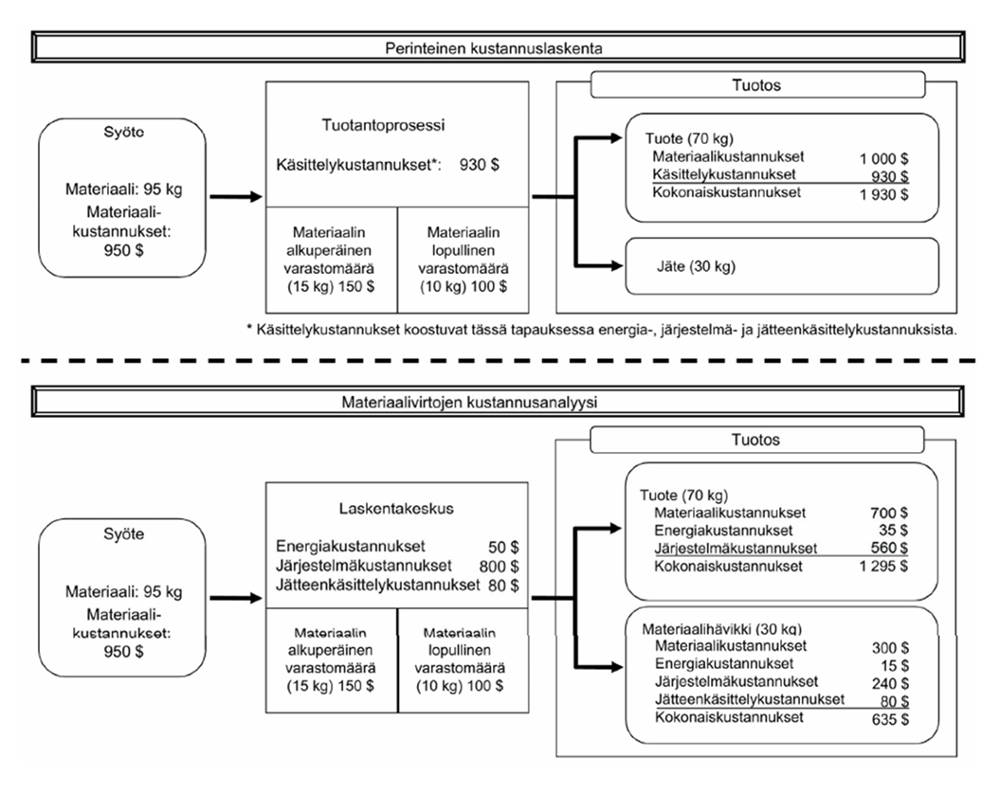 Perinteinen kustannuslaskenta
Syöte
Materiaali: 95 kg
Materiaali-
kustannukset:
950 $
Tuotantoprosessi
Käsittelykustannukset*: 930 $
Materiaalin
alkuperäinen
varastomäärä
(15 kg) 150 $
Materiaalin
lopullinen
varastomäärä
(10 kg) 100 $
Tuotos
Tuote (70 kg)
Materiaalikustannukset 1 000 $
Käsittelykustannukset 930 $
Kokonaiskustannukset 1 930 $
Jäte (30 kg)
* Käsittelykustannukset koostuvat tässä tapauksessa energia-, järjestelmä- ja jätteenkäsittelykustannuksista.
Materiaalivirtojen kustannusanalyysi
Syöte
Materiaali: 95 kg
Materiaali-
kustannukset:
950 $
Laskentakeskus
Energiakustannukset 50 $
Järjestelmäkustannukset 800 $
Jätteenkäsittelykustannukset 80 $
Materiaalin
alkuperäinen
varastomäärä
(15 kg) 150 $
Materiaalin
lopullinen
varastomäärä
(10 kg) 100 $
Tuotos
Tuote (70 kg)
Materiaalikustannukset 700 $
Energiakustannukset 35 $
Järjestelmäkustannukset 560 $
Kokonaiskustannukset 1 295 $
Materiaalihävikki (30 kg)
Materiaalikustannukset 300 $
Energiakustannukset 15 $
Järjestelmäkustannukset 240 $
Jätteenkäsittelykustannukset 80 $
Kokonaiskustannukset 635 $